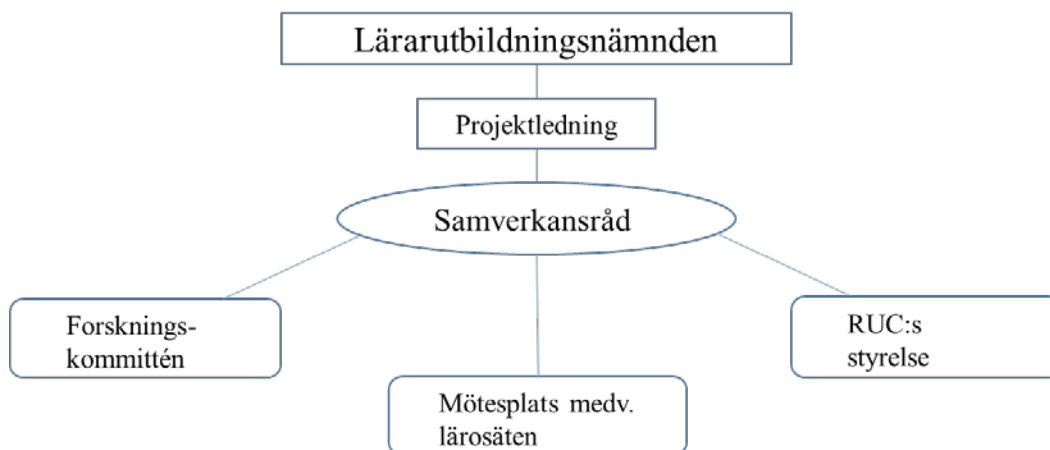 Lärarutbildningsnämnden
Projektledning
Samverkansråd
Forsknings-
kommittén
RUC:s
styrelse
Mötesplats medv.
lärosäten